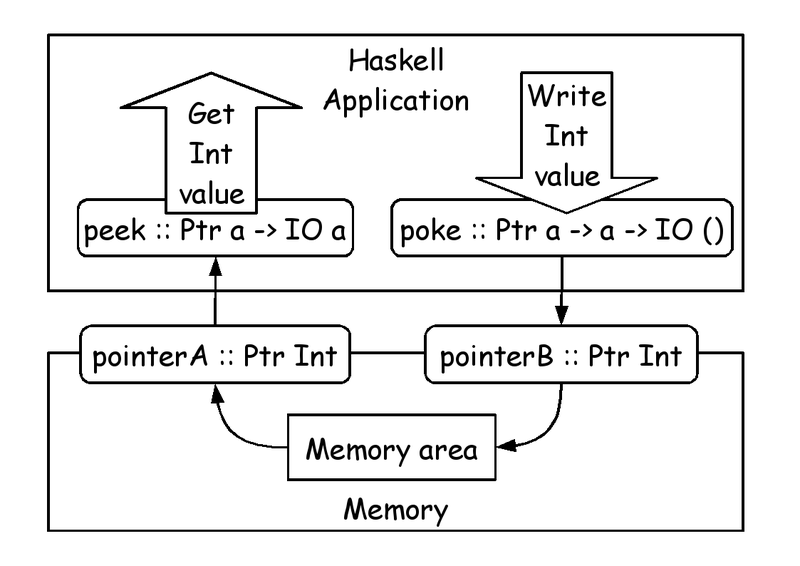 Haskell
Application
Get
Int
value
Write
Int
value
peek :: Ptr a -> IO a
poke :: Ptr a -> a -> IO ()
pointerA :: Ptr Int
pointerB :: Ptr Int
Memory area
Memory